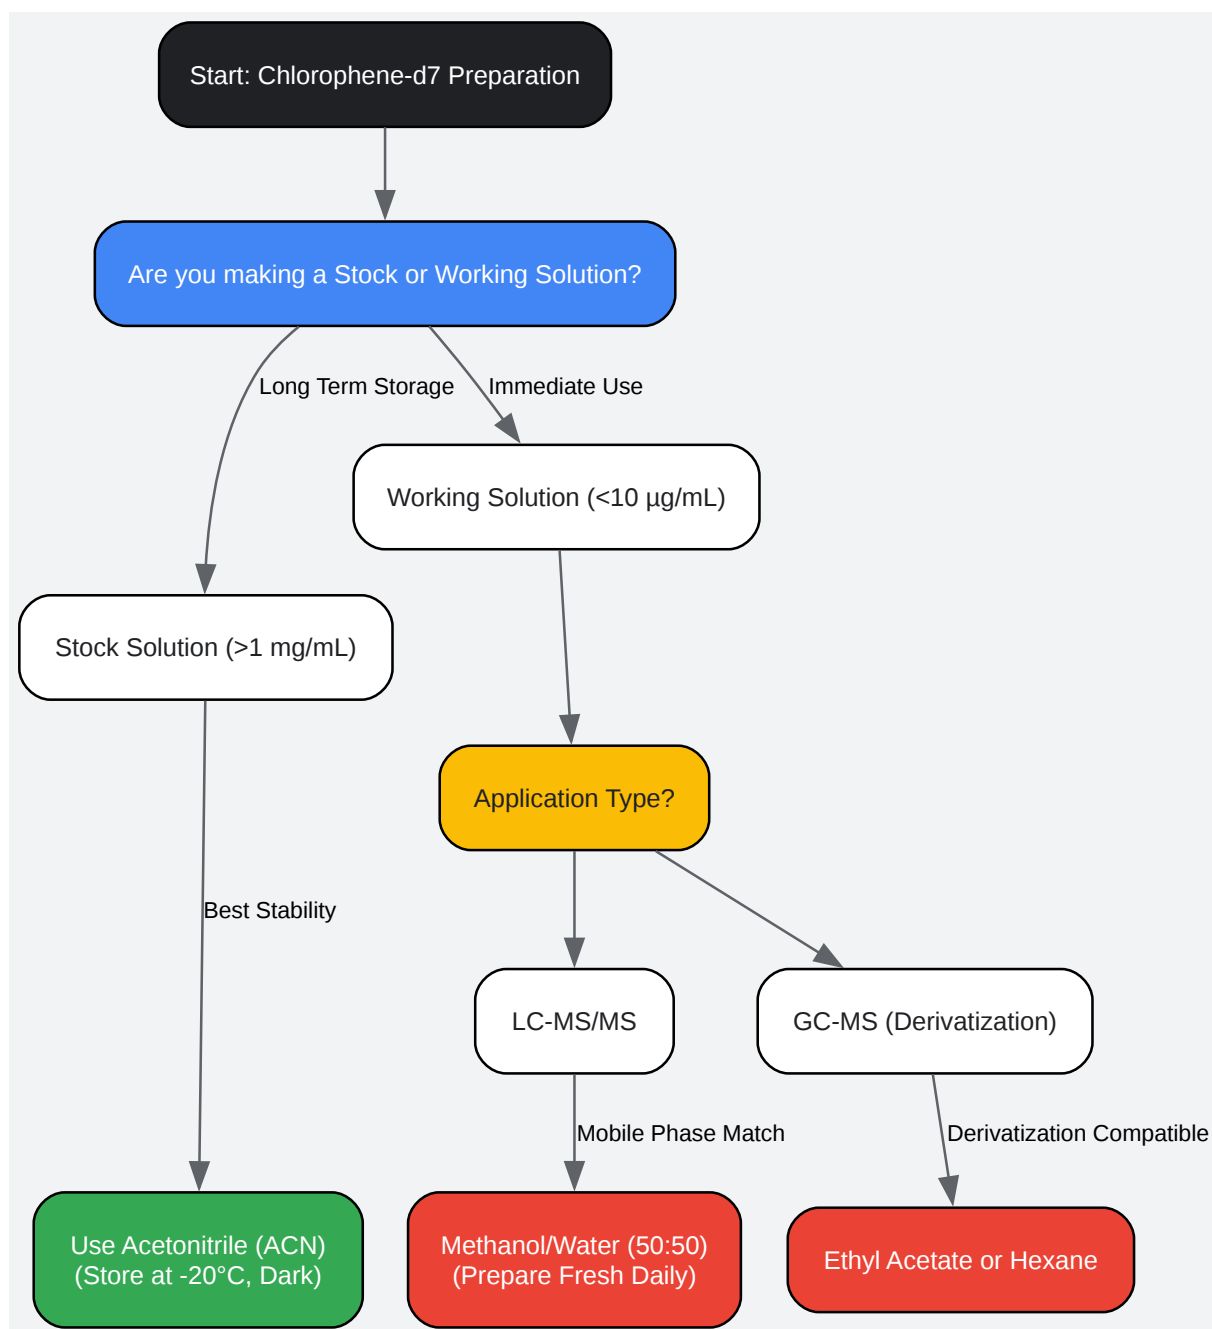 Start: Chlorophene-d7 Preparation
Are you making a Stock or Working Solution?
Long Term Storage
Immediate Use
Working Solution (<10 µg/mL)
Stock Solution (>1 mg/mL)
Application Type?
Best Stability
LC-MS/MS
GC-MS (Derivatization)
Mobile Phase Match
Derivatization Compatible
Use Acetonitrile (ACN)
(Store at -20°C, Dark)
Methanol/Water (50:50)
(Prepare Fresh Daily)
Ethyl Acetate or Hexane